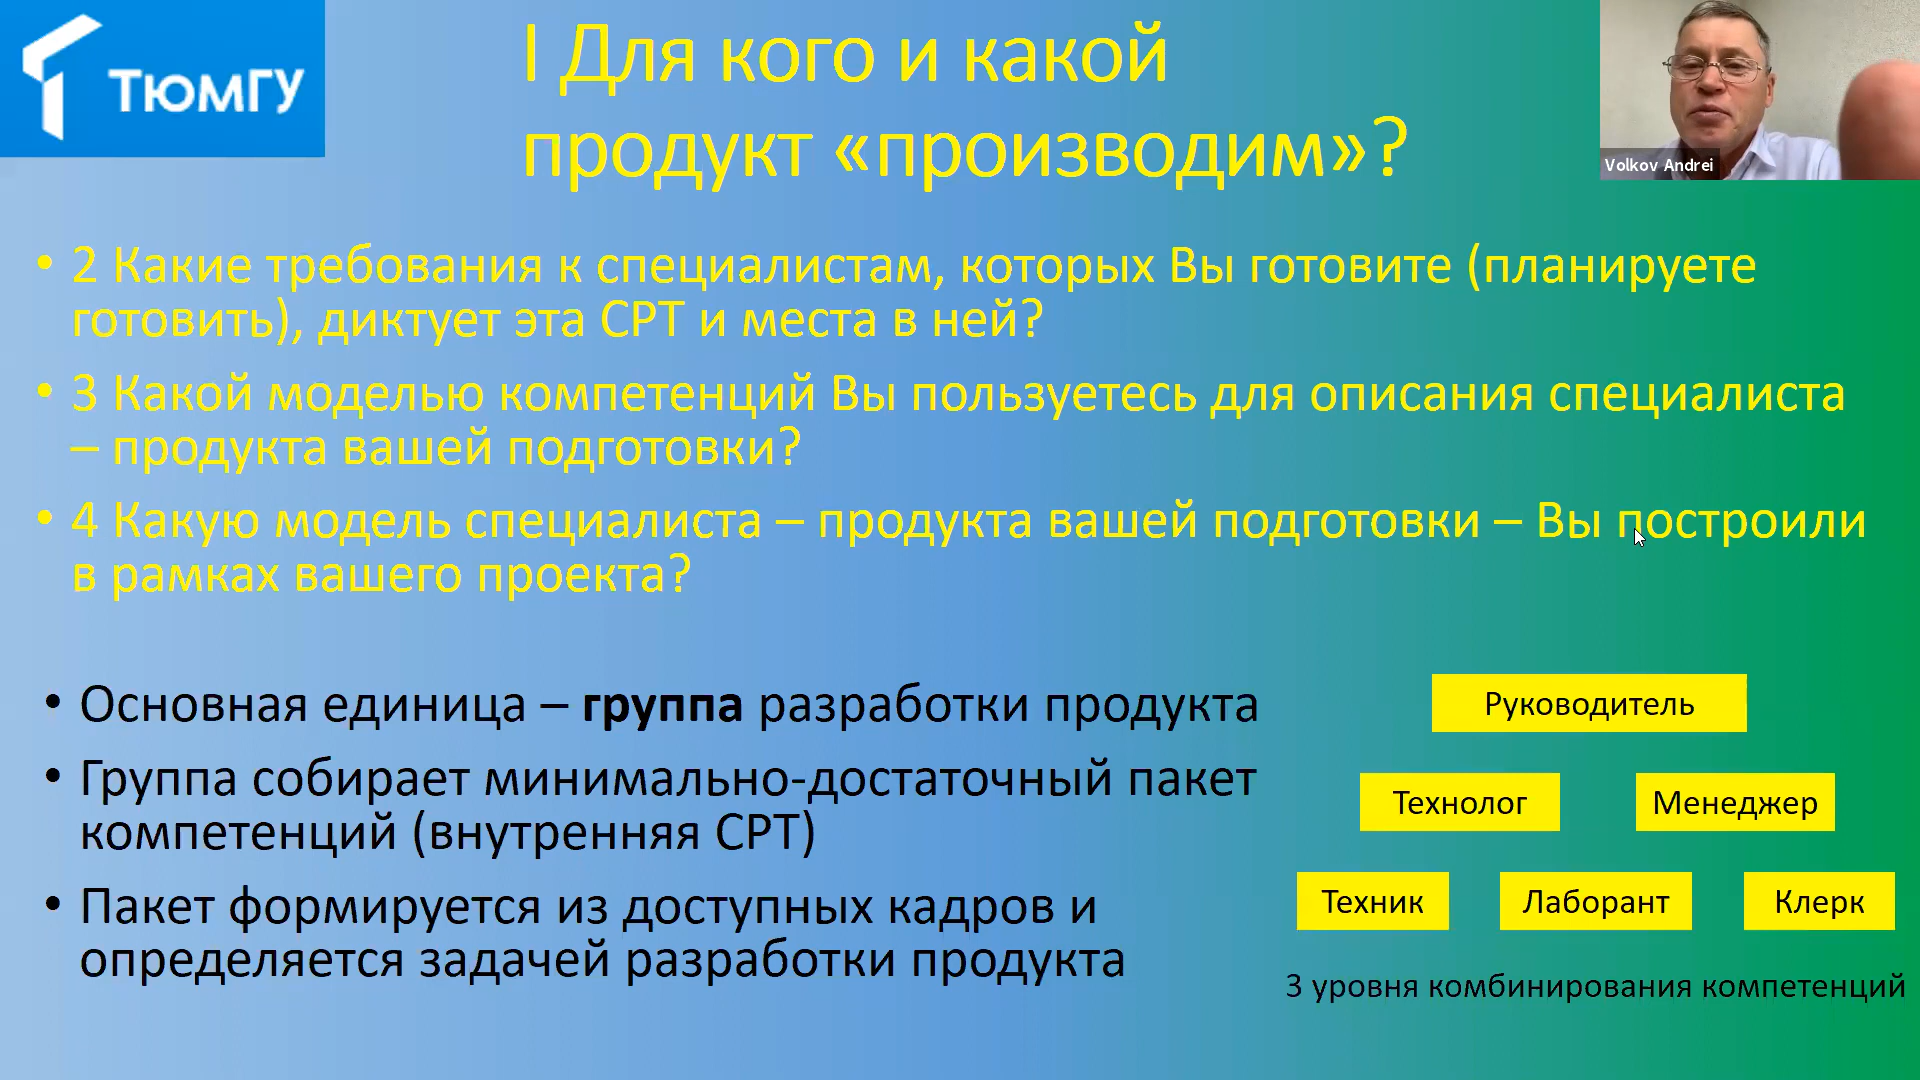 ТЮМГУ
I Для кого и какой
продукт «производим»?
Volkov Andrei
• 2 Какие требования к специалистам, которых Вы готовите (планируете
готовить), диктует эта СРТ и места в ней?
• 3 Какой моделью компетенций Вы пользуетесь для описания специалиста
– продукта вашей подготовки?
• 4 Какую модель специалиста – продукта вашей подготовки – Вы построили
в рамках вашего проекта?
• Основная единица – группа разработки продукта
• Группа собирает минимально-достаточный пакет
компетенций (внутренняя СРТ)
• Пакет формируется из доступных кадров и
определяется задачей разработки продукта
Руководитель
Технолог
Менеджер
Техник
Лаборант
Клерк
3 уровня комбинирования компетенций